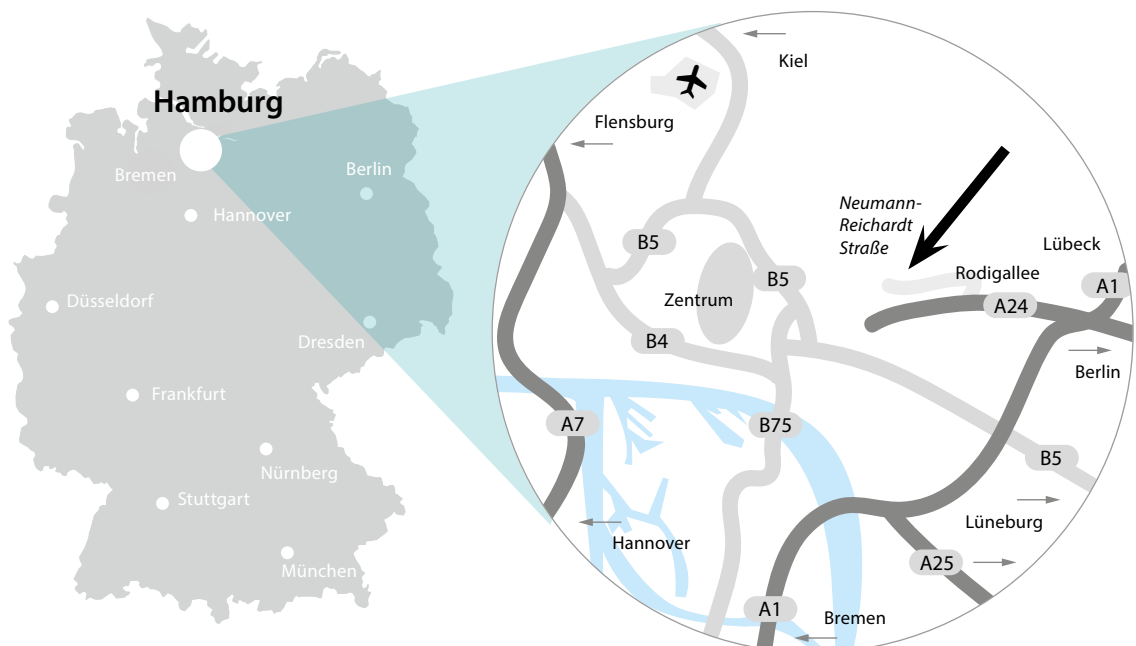 Hamburg
Bremen
Berlin
Hannover
Düsseldorf
Dresden
Frankfurt
Nürnberg
Stuttgart
München
Kiel
Flensburg
Neumann-
Reichardt
Straße
Lübeck
B5
Rodigallee
B5
A1
Zentrum
A24
B4
Berlin
A7
B75
B5
Lüneburg
Hannover
A25
A1
Bremen